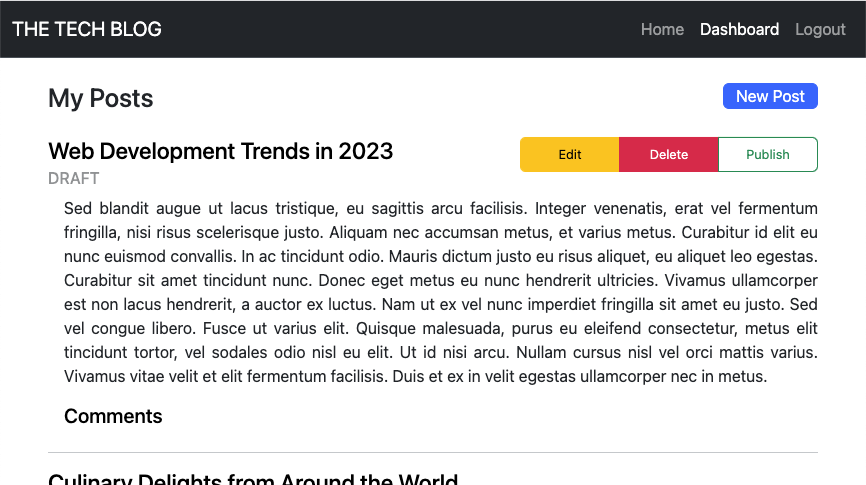 THE TECH BLOG
Home Dashboard Logout
My Posts
New Post
Web Development Trends in 2023
Edit Delete Publish
DRAFT
Sed blandit augue ut lacus tristique, eu sagittis arcu facilisis. Integer venenatis, erat vel fermentum
fringilla, nisi risus scelerisque justo. Aliquam nec accumsan metus, et varius metus. Curabitur id elit eu
nunc euismod convallis. In ac tincidunt odio. Mauris dictum justo eu risus aliquet, eu aliquet leo egestas.
Curabitur sit amet tincidunt nunc. Donec eget metus eu nunc hendrerit ultricies. Vivamus ullamcorper
est non lacus hendrerit, a auctor ex luctus. Nam ut ex vel nunc imperdiet fringilla sit amet eu justo. Sed
vel congue libero. Fusce ut varius elit. Quisque malesuada, purus eu eleifend consectetur, metus elit
tincidunt tortor, vel sodales odio nisl eu elit. Ut id nisi arcu. Nullam cursus nisl vel orci mattis varius.
Vivamus vitae velit et elit fermentum facilisis. Duis et ex in velit egestas ullamcorper nec in metus.
Comments
Culinary Delights from Around the World